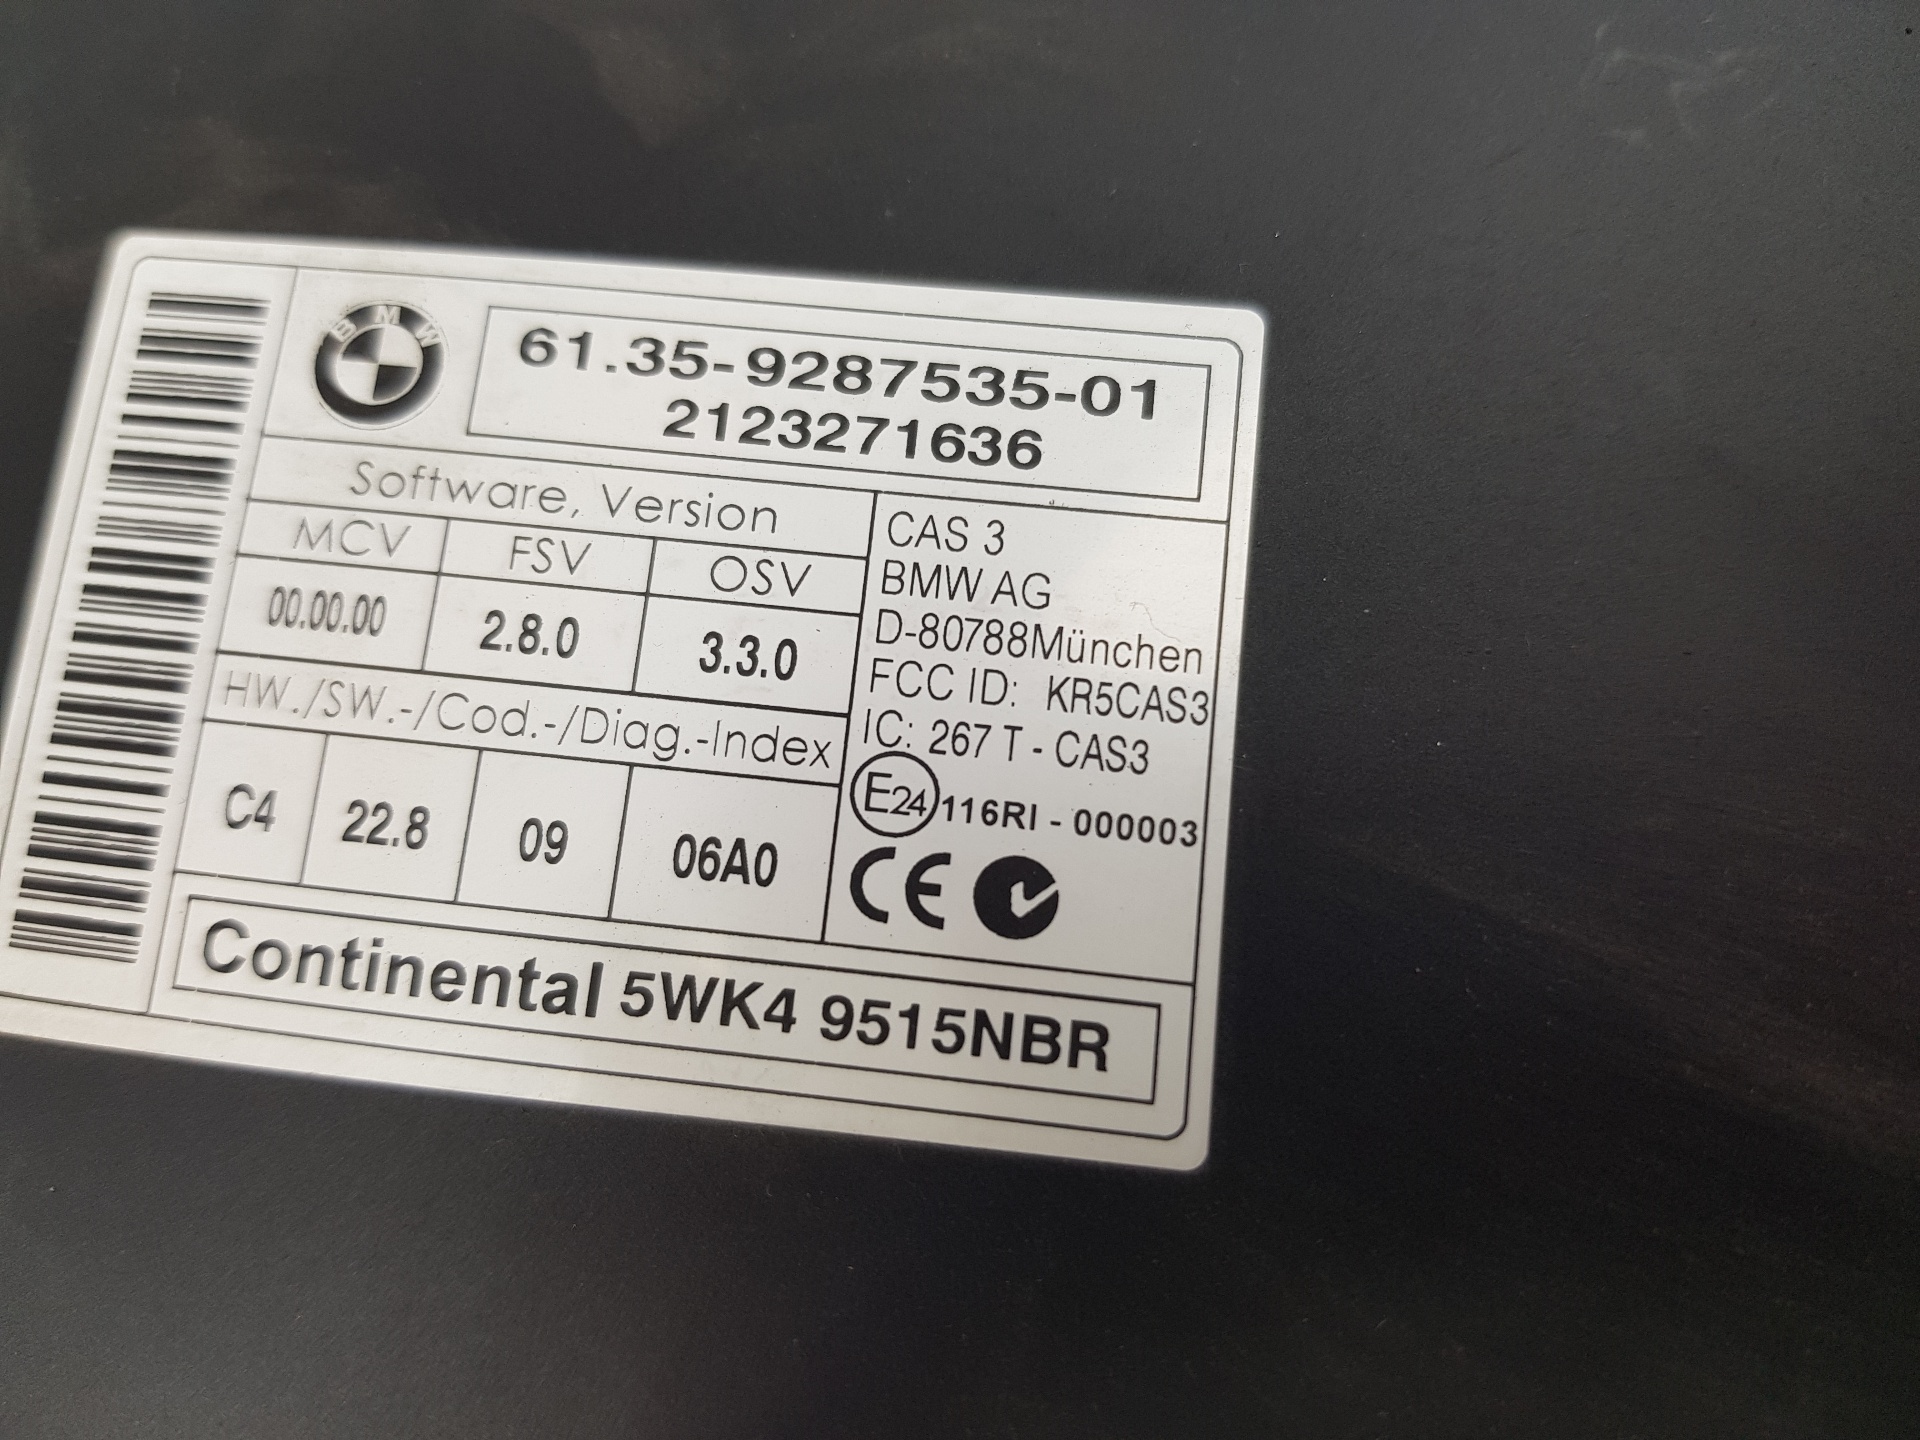 BMW
61.35-9287535-01
2123271636
Software, Version
MCV FSV OSV
00.00.00 2.8.0 3.3.0
HW./SW.-/Cod.-/Diag.-Index
C4 22.8 09 06A0
CAS 3
BMW AG
D-80788München
FCC ID: KR5CAS3
IC: 267 T - CAS3
E24 116RI - 000003
CE
Continental 5WK4 9515NBR